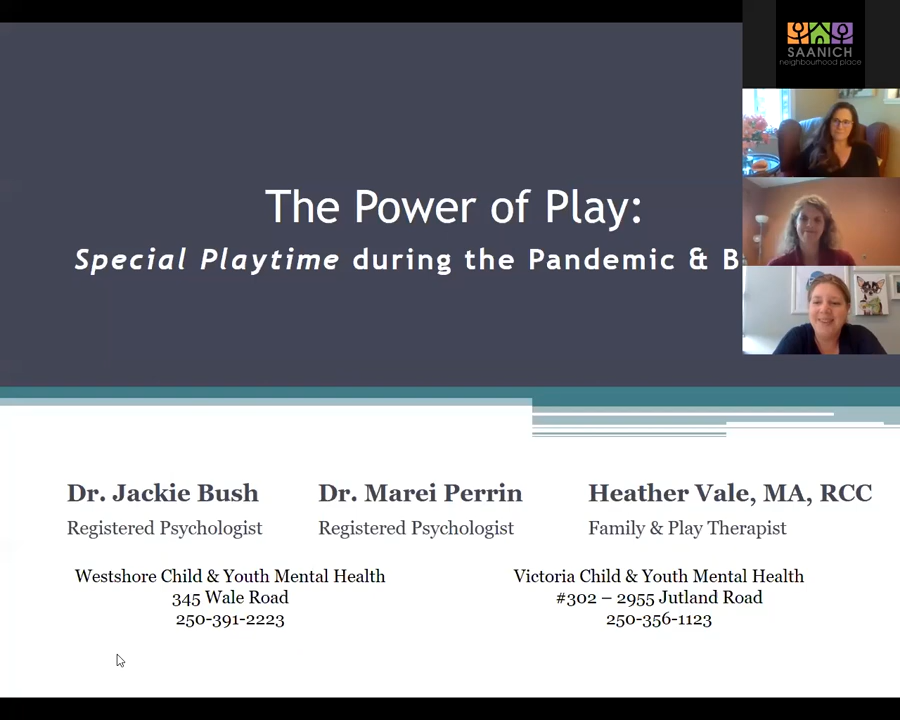 SAANICH
neighbourhood place
The Power of Play:
Special Playtime during the Pandemic & B
Dr. Jackie Bush
Registered Psychologist
Dr. Marei Perrin
Registered Psychologist
Heather Vale, MA, RCC
Family & Play Therapist
Westshore Child & Youth Mental Health
345 Wale Road
250-391-2223
Victoria Child & Youth Mental Health
#302 – 2955 Jutland Road
250-356-1123